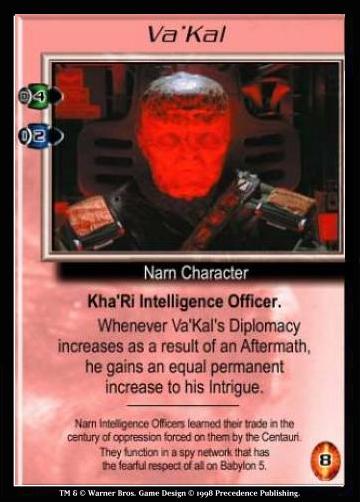 Va'Kal
D 4
I 2
Narn Character
Kha'Ri Intelligence Officer.
Whenever Va'Kal's Diplomacy
increases as a result of an Aftermath,
he gains an equal permanent
increase to his Intrigue.
Narn Intelligence Officers learned their trade in the
century of oppression forced on them by the Centauri.
They function in a spy network that has
the fearful respect of all on Babylon 5.
8
TM & © Warner Bros. Game Design © 1998 Precedence Publishing.